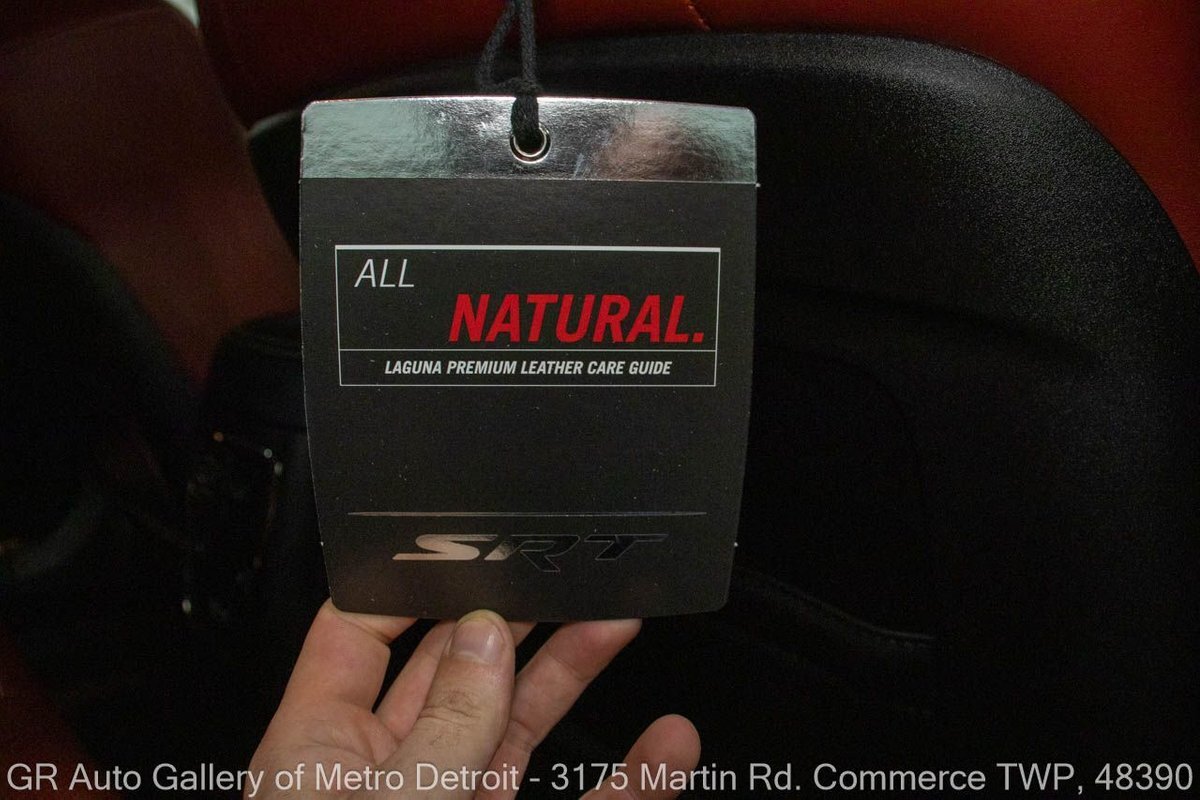 ALL
NATURAL.
LAGUNA PREMIUM LEATHER CARE GUIDE
SRT
GR Auto Gallery of Metro Detroit - 3175 Martin Rd. Commerce TWP, 48390